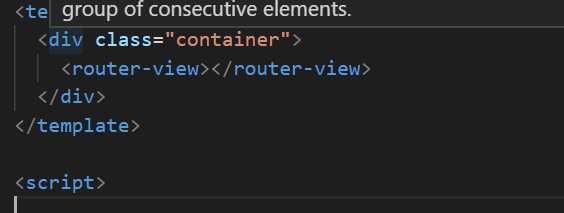 group of consecutive elements.
<te
<div class="container">
<router-view></router-view>
</div>
</template>
<script>